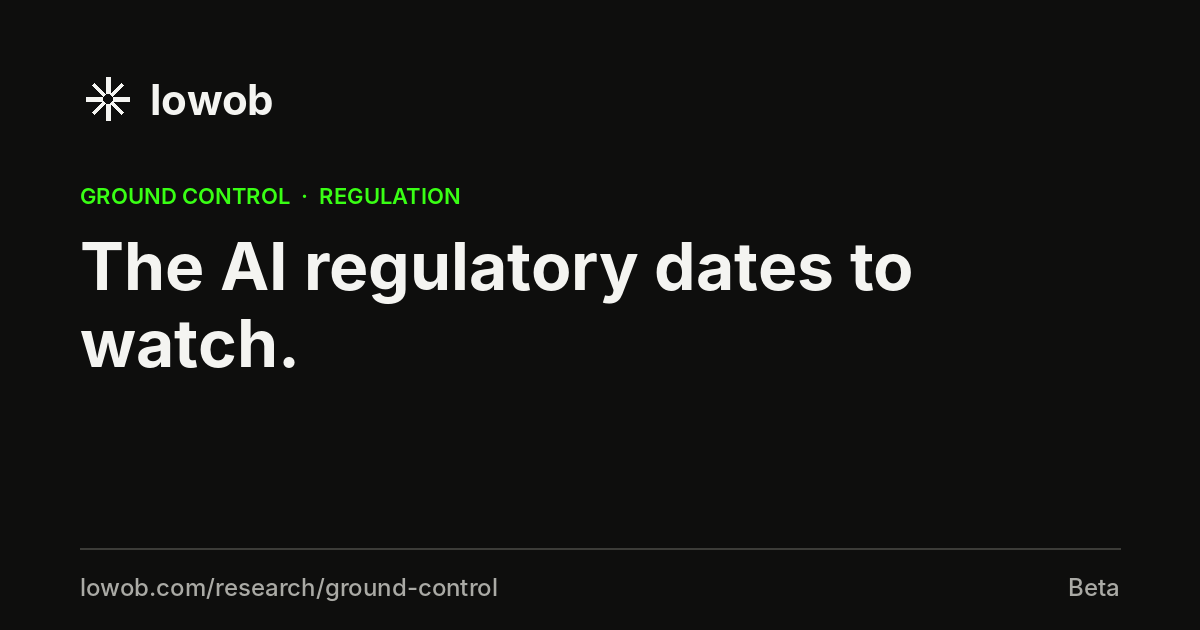 lowob
GROUND CONTROL · REGULATION
The AI regulatory dates to
watch.
lowob.com/research/ground-control
Beta